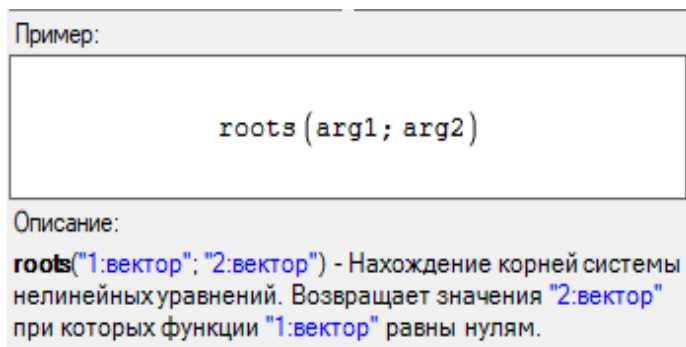 Пример:
roots(arg1; arg2)
Описание:
roots("1:вектор"; "2:вектор") - Нахождение корней системы
нелинейных уравнений. Возвращает значения "2:вектор"
при которых функции "1:вектор" равны нулям.